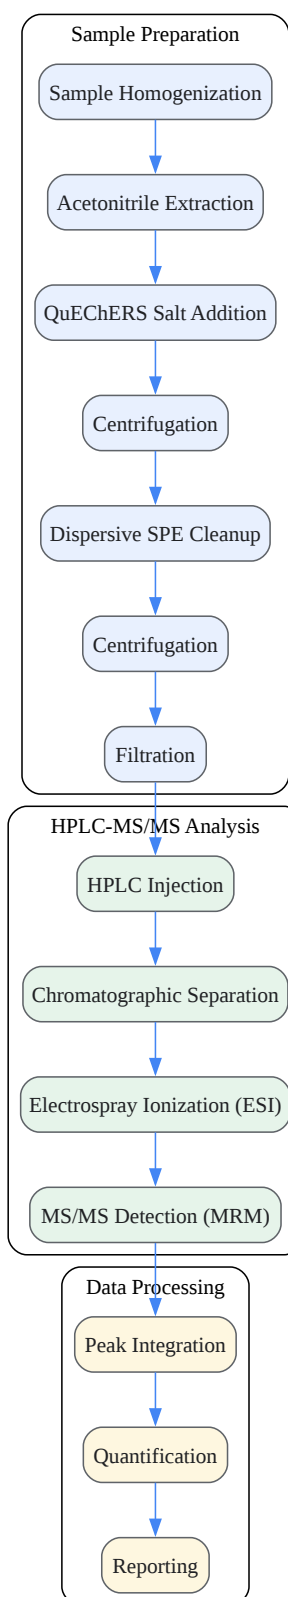 Sample Preparation
Sample Homogenization
Acetonitrile Extraction
QuEChERS Salt Addition
Centrifugation
Dispersive SPE Cleanup
Centrifugation
Filtration
HPLC-MS/MS Analysis
HPLC Injection
Chromatographic Separation
Electrospray Ionization (ESI)
MS/MS Detection (MRM)
Data Processing
Peak Integration
Quantification
Reporting